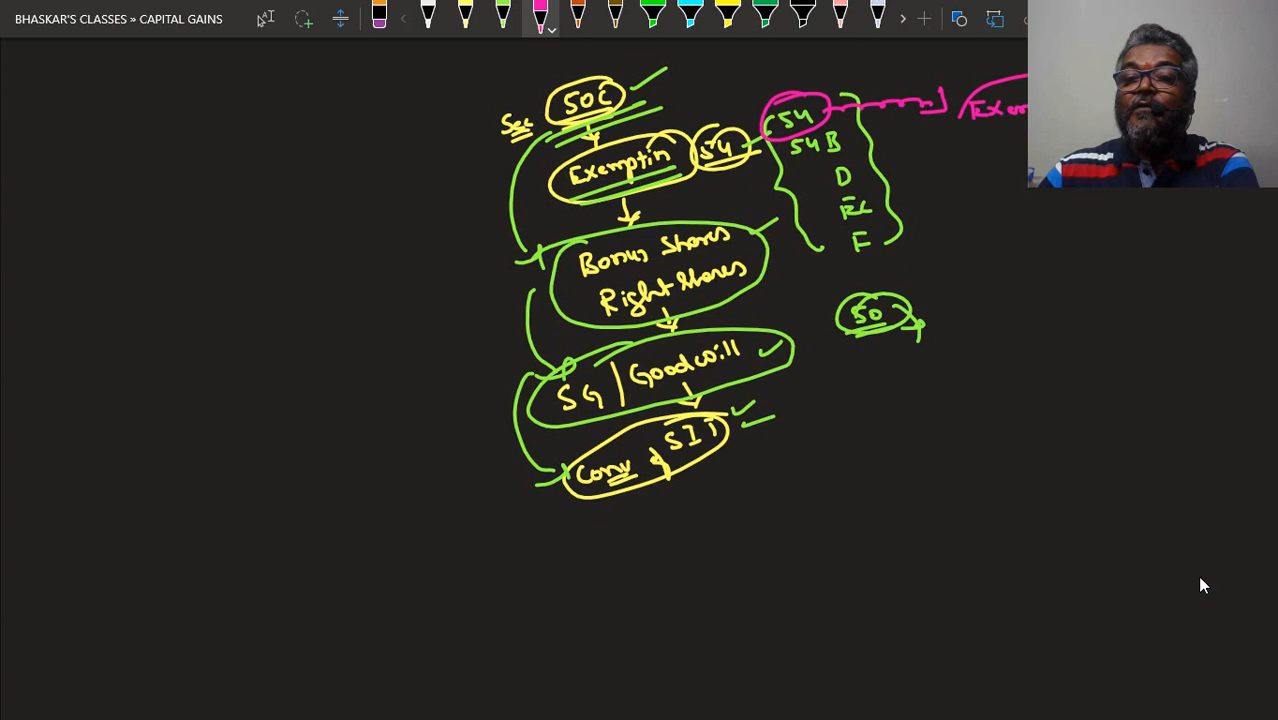 BHASKAR'S CLASSES » CAPITAL GAINS
Sec 50C
Exemptin 54
54
54B
D
EC
F
Exem
Bonus Shares
Right Shares
SG | Goodwill
Conv of SIT
50